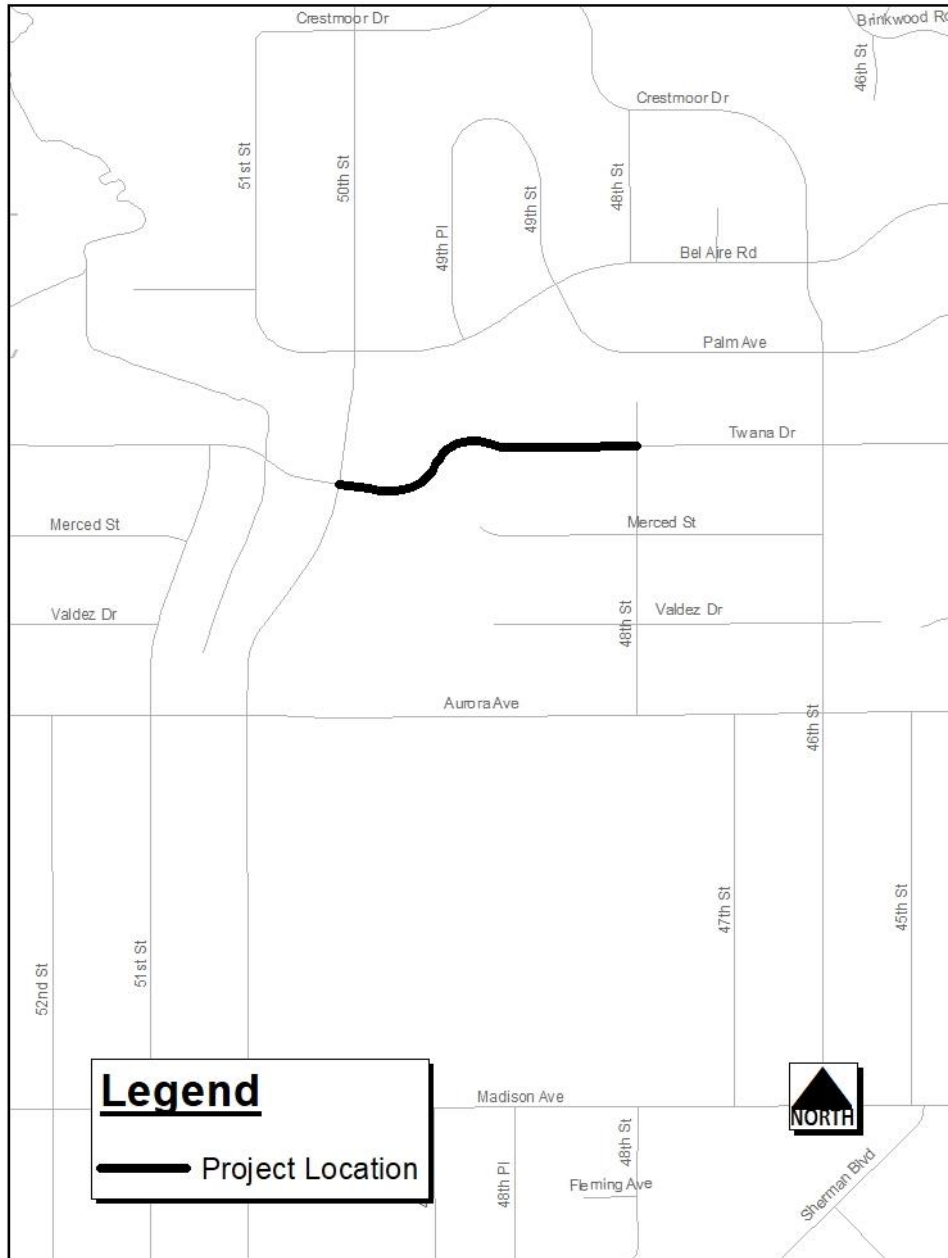 Crestmoor Dr
Brinkwood Rd
46th St
Crestmoor Dr
51st St
50th St
49th Pl
49th St
48th St
Bel Aire Rd
Palm Ave
Twana Dr
Merced St
Merced St
Valdez Dr
48th St
Valdez Dr
Aurora Ave
46th St
52nd St
51st St
47th St
45th St
Legend
Project Location
Madison Ave
NORTH
48th Pl
48th St
Fleming Ave
Sherman Blvd